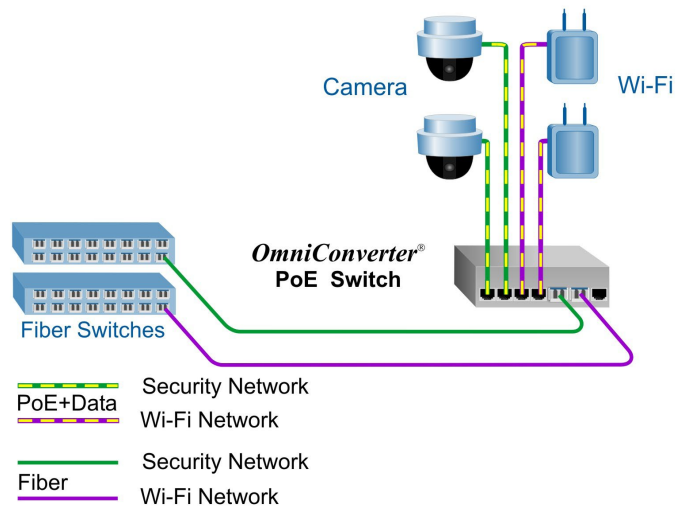 Camera
Wi-Fi
OmniConverter®
PoE Switch
Fiber Switches
PoE+Data
Security Network
Wi-Fi Network
Fiber
Security Network
Wi-Fi Network